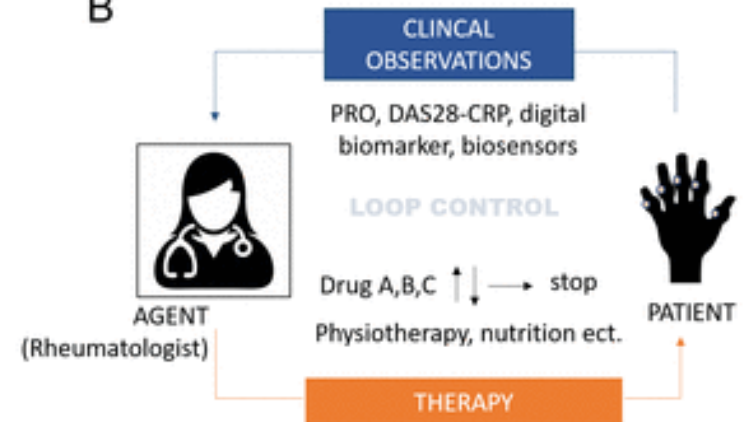 B
CLINCAL
OBSERVATIONS
PRO, DAS28-CRP, digital
biomarker, biosensors
LOOP CONTROL
Drug A,B,C
stop
Physiotherapy, nutrition ect.
AGENT
(Rheumatologist)
PATIENT
THERAPY